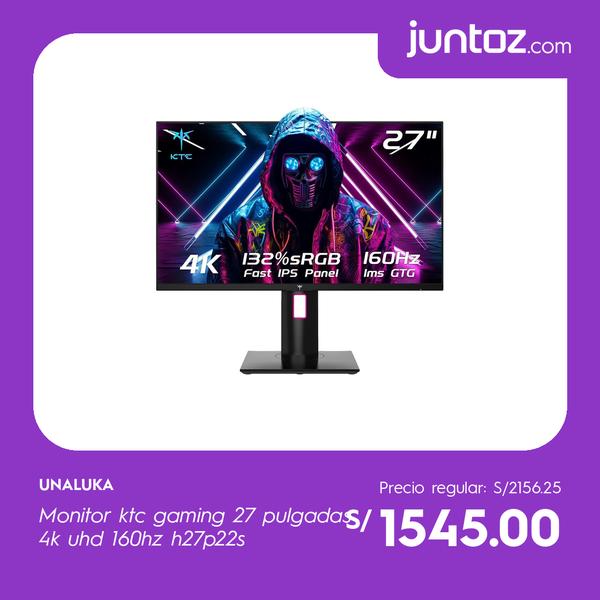 juntoz.com
KTC
27"
4K
132%sRGB
Fast IPS Panel
160Hz
1ms GTG
UNALUKA
Precio regular: S/2156.25
Monitor ktc gaming 27 pulgadas
4k uhd 160hz h27p22s
S/ 1545.00